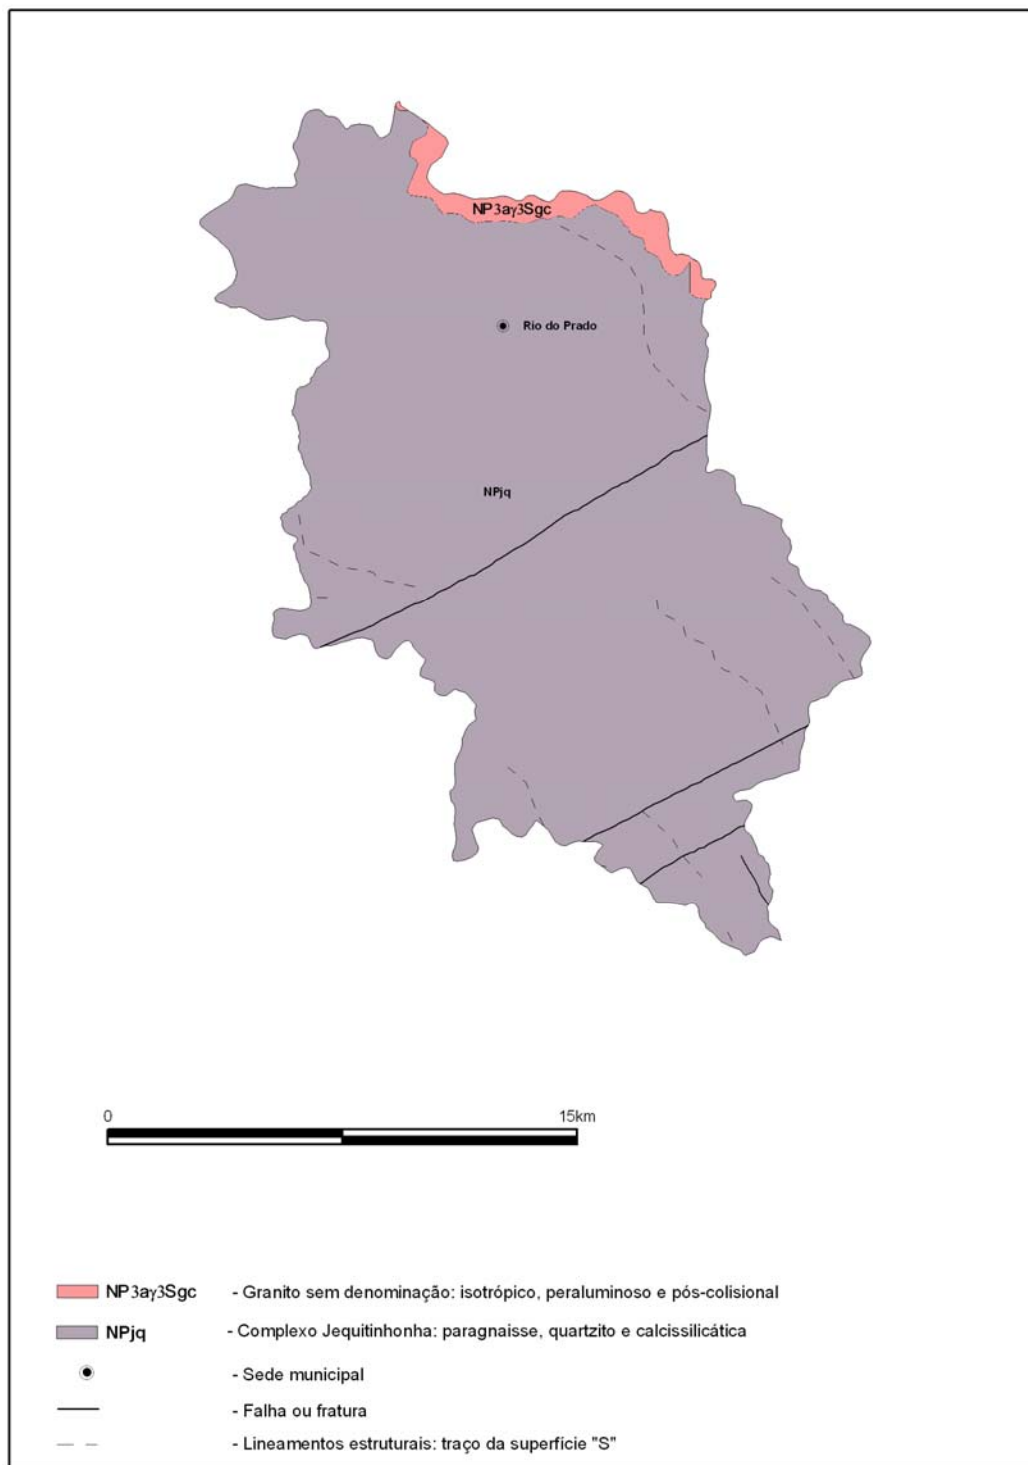 NP3aγ3Sgc
Rio do Prado
NPjq
0 15km
NP3aγ3Sgc - Granito sem denominação: isotrópico, peraluminoso e pós-colisional
NPjq - Complexo Jequitinhonha: paragnaisse, quartzito e calcissilicática
- Sede municipal
- Falha ou fratura
- Lineamentos estruturais: traço da superfície "S"